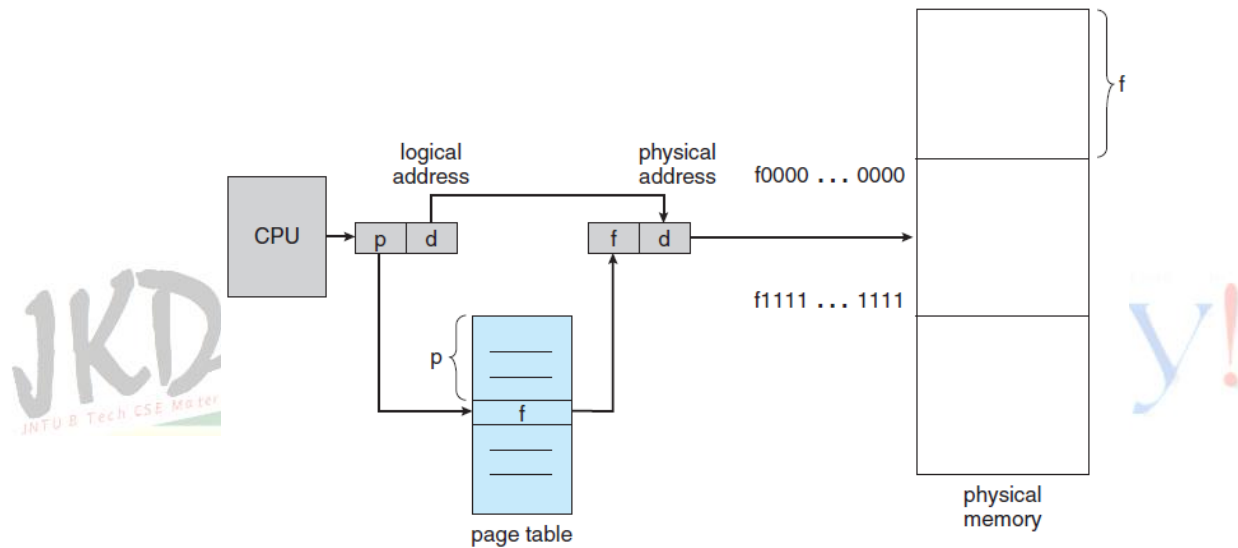 f
logical
address
physical
address
f0000 ... 0000
CPU
p
d
f
d
f1111 ... 1111
p
f
page table
physical
memory
JKD
JNTU B Tech CSE Mater
y!